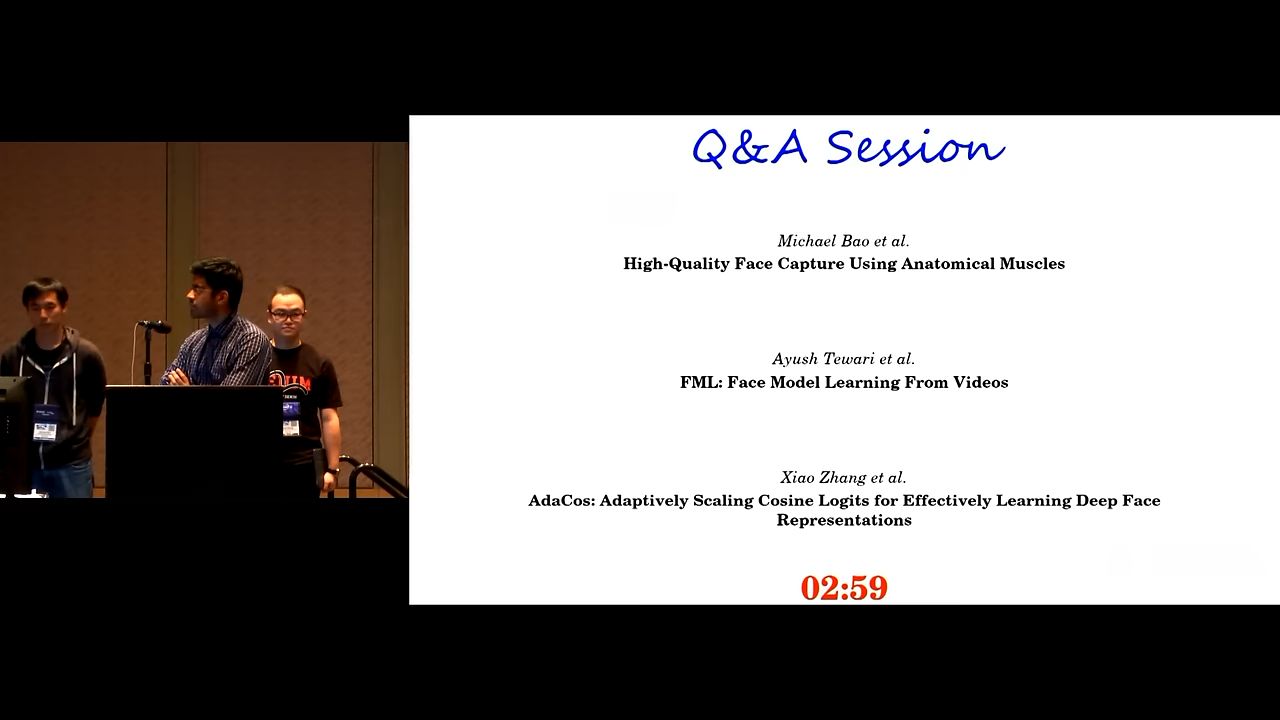 Q&A Session
Michael Bao et al.
High-Quality Face Capture Using Anatomical Muscles
Ayush Tewari et al.
FML: Face Model Learning From Videos
Xiao Zhang et al.
AdaCos: Adaptively Scaling Cosine Logits for Effectively Learning Deep Face
Representations
02:59